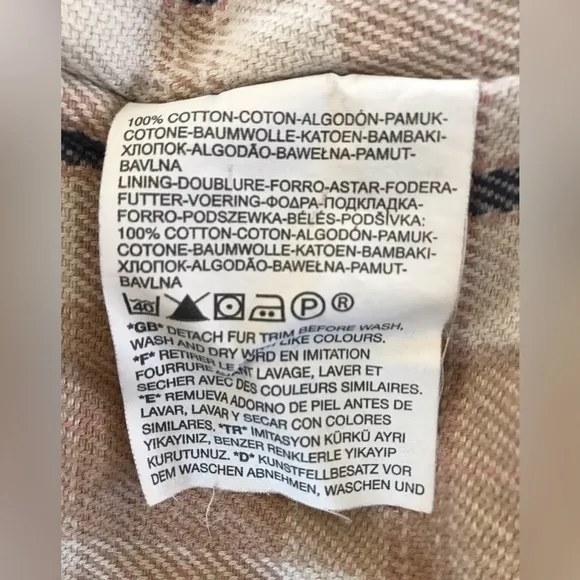 100% COTTON-COTON-ALGODÓN-PAMUK-
COTONE-BAUMWOLLE-KATOEN-BAMBAKI-
ХЛОПОК-ALGODÃO-BAWEŁNA-PAMUT-
BAVLNA
LINING-DOUBLURE-FORRO-ASTAR-FODERA-
FUTTER-VOERING-ФОДРА-ПОДКЛАДКА-
FORRO-PODSZEWKA-BÉLÉS-PODŠÍVKA:
100% COTTON-COTON-ALGODÓN-PAMUK-
COTONE-BAUMWOLLE-KATOEN-BAMBAKI-
ХЛОПОК-ALGODÃO-BAWEŁNA-PAMUT-
BAVLNA
40 P ®
*GB* DETACH FUR TRIM BEFORE WASH,
WASH AND DRY LIKE COLOURS.
*F* RETIRER EN IMITATION
FOURRURE AVANT LAVAGE, LAVER ET
SECHER AVEC DES COULEURS SIMILAIRES.
*E* REMUEVA ADORNO DE PIEL ANTES DE
LAVAR, LAVAR Y SECAR CON COLORES
SIMILARES. *TR* IMITASYON KÜRKÜ AYRI
YIKAYINIZ, BENZER RENKLERLE YIKAYIP
KURUTUNUZ. *D* KUNSTFELLBESATZ VOR
DEM WASCHEN ABNEHMEN, WASCHEN UND